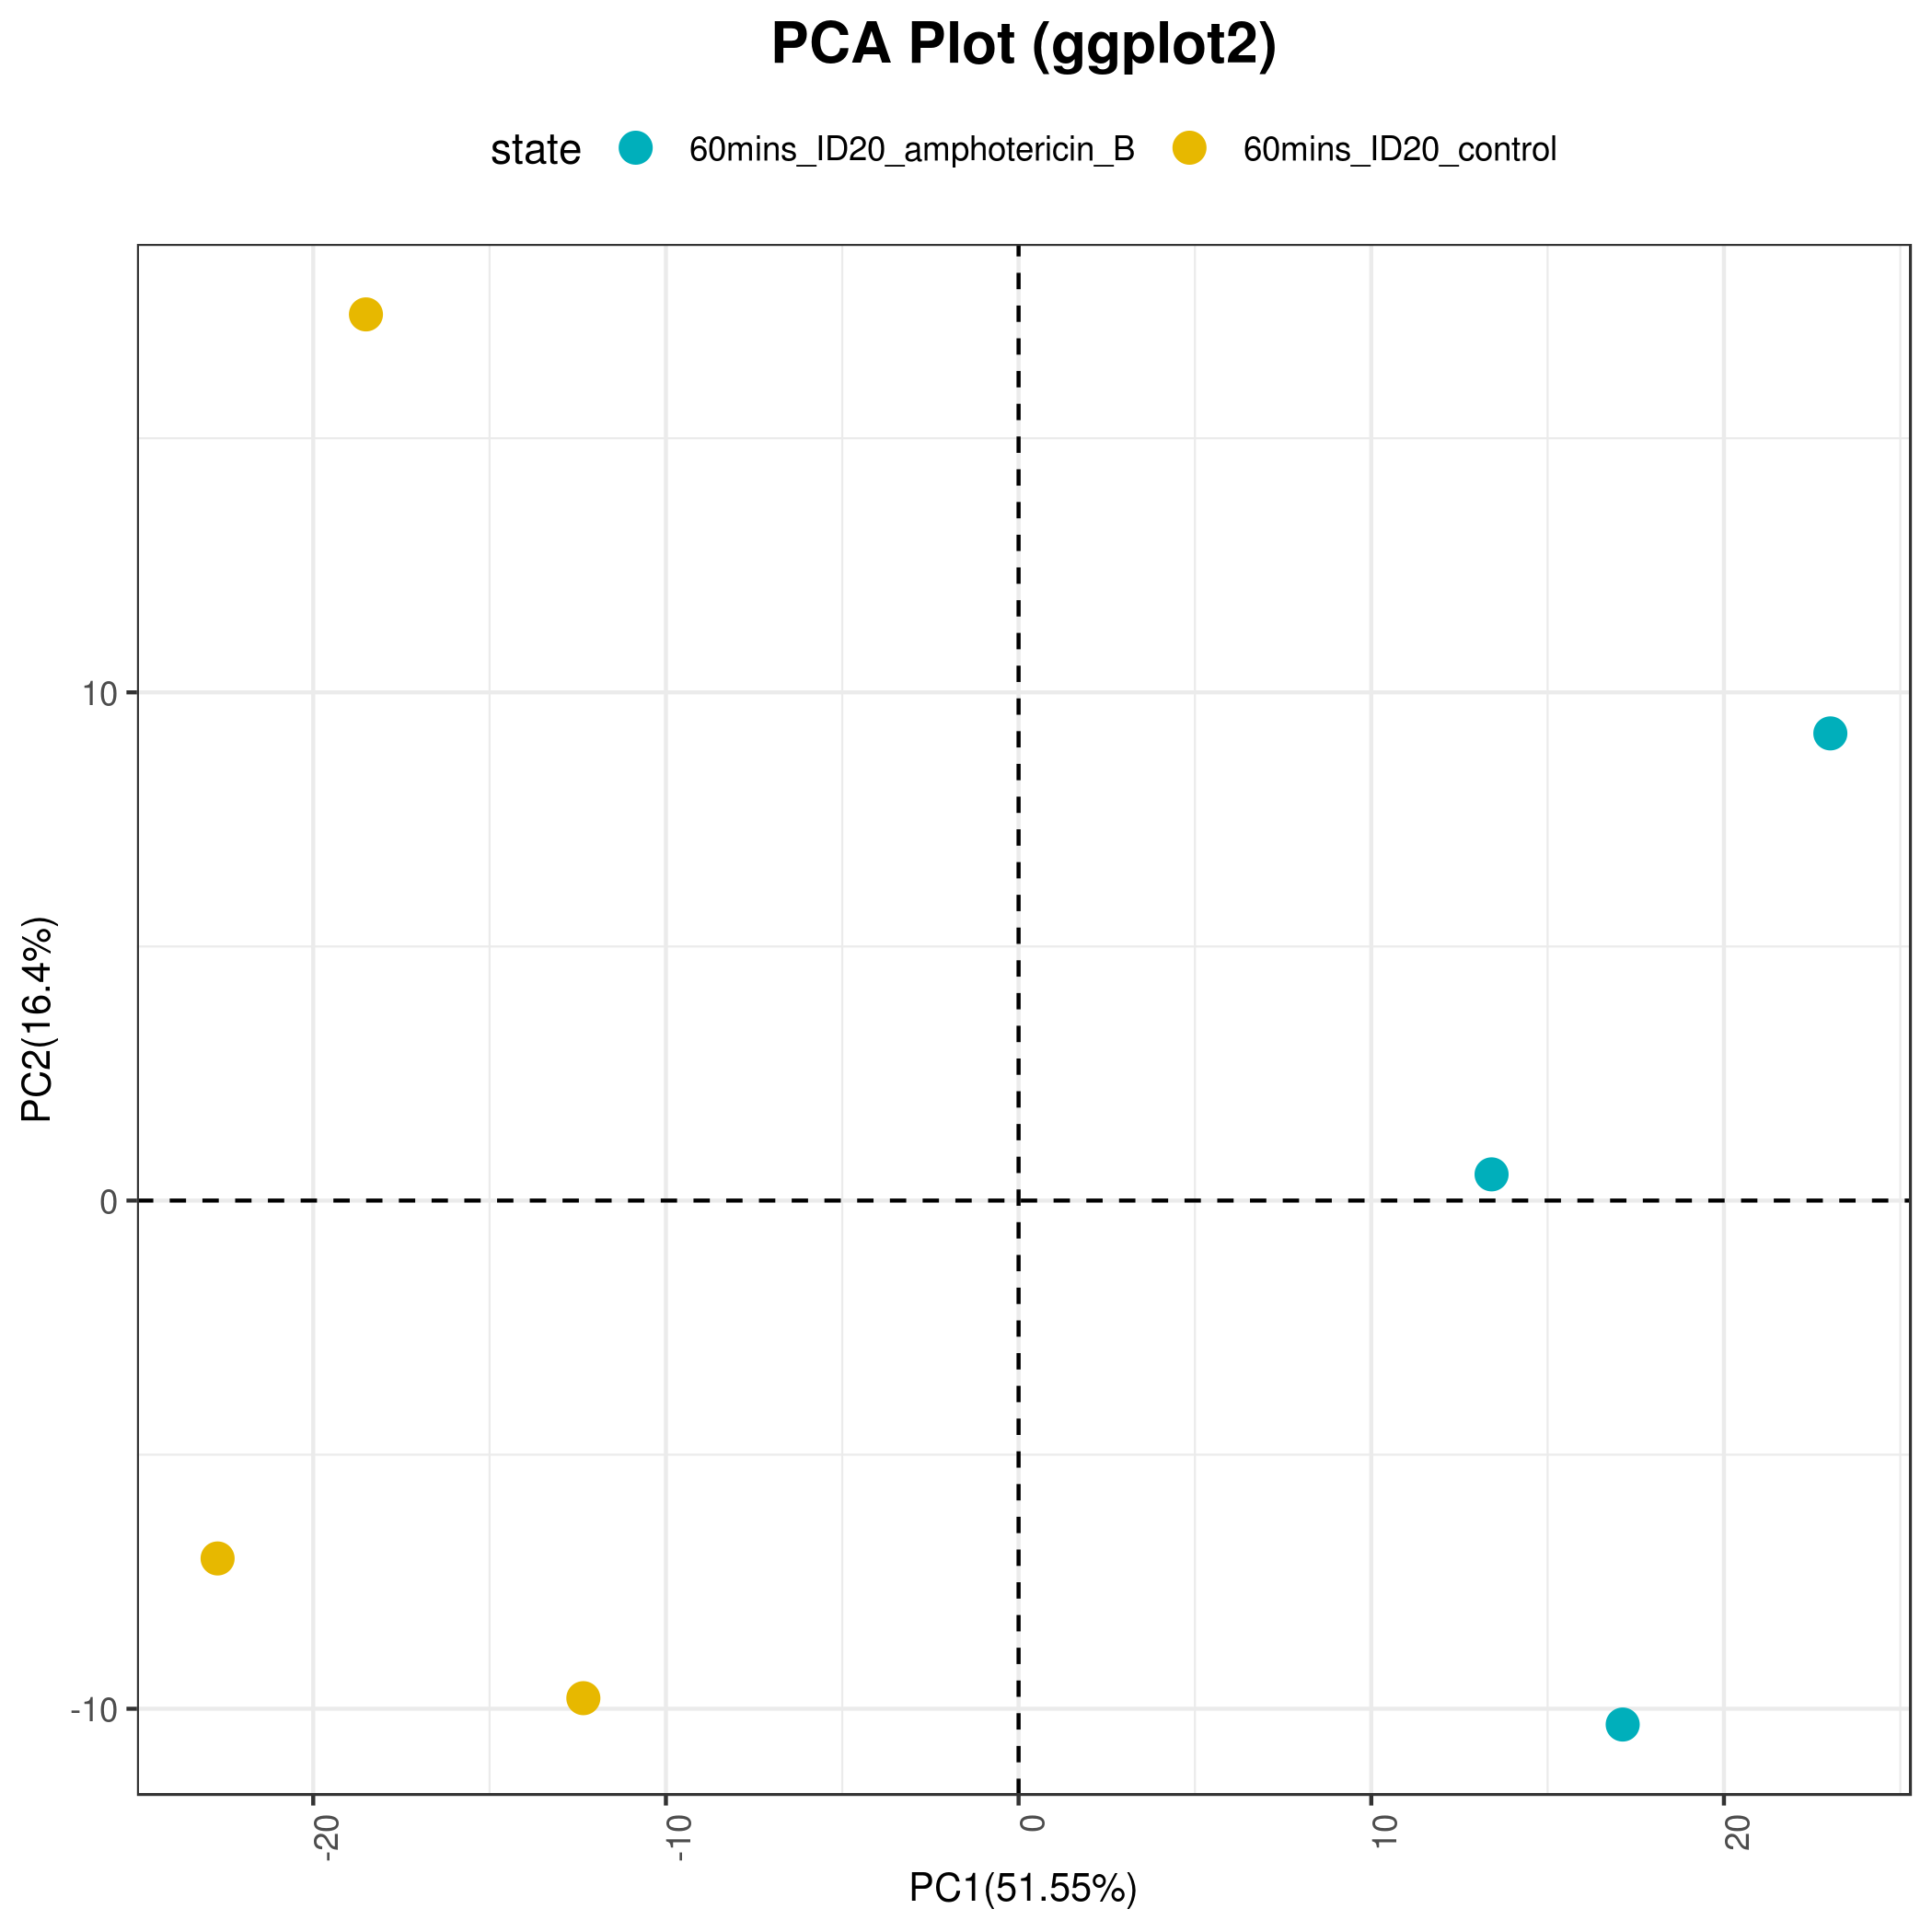 PCA Plot (ggplot2)
state 60mins_ID20_amphotericin_B 60mins_ID20_control
PC2(16.4%)
10
0
-10
-20 -10 0 10 20
PC1(51.55%)